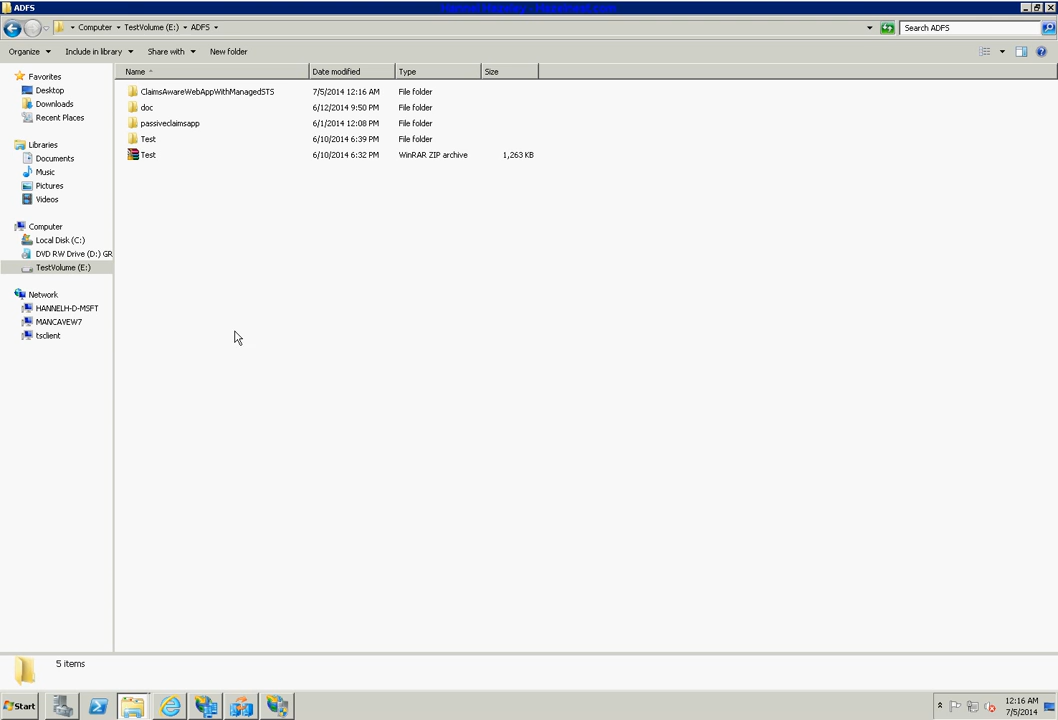 ADFS
Computer TestVolume (E:) ADFS
Search ADFS
Organize Include in library Share with New folder
Name Date modified Type Size
Favorites
Desktop
Downloads
Recent Places
Libraries
Documents
Music
Pictures
Videos
Computer
Local Disk (C:)
DVD RW Drive (D:) GR
TestVolume (E:)
Network
HANNELH-D-MSFT
MANCAVEW7
tsclient
ClaimsAwareWebAppWithManagedSTS 7/5/2014 12:16 AM File folder
doc 6/12/2014 9:50 PM File folder
passiveclaimsapp 6/1/2014 12:08 PM File folder
Test 6/10/2014 6:39 PM File folder
Test 6/10/2014 6:32 PM WinRAR ZIP archive 1,263 KB
5 items
Start
12:16 AM
7/5/2014